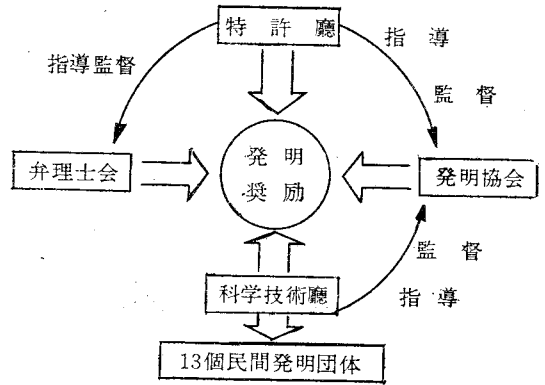 特許廳
指導
指導監督
監督
弁理士会
発明
奨励
発明協会
監督
科学技術廳
指導
13個民間発明団体